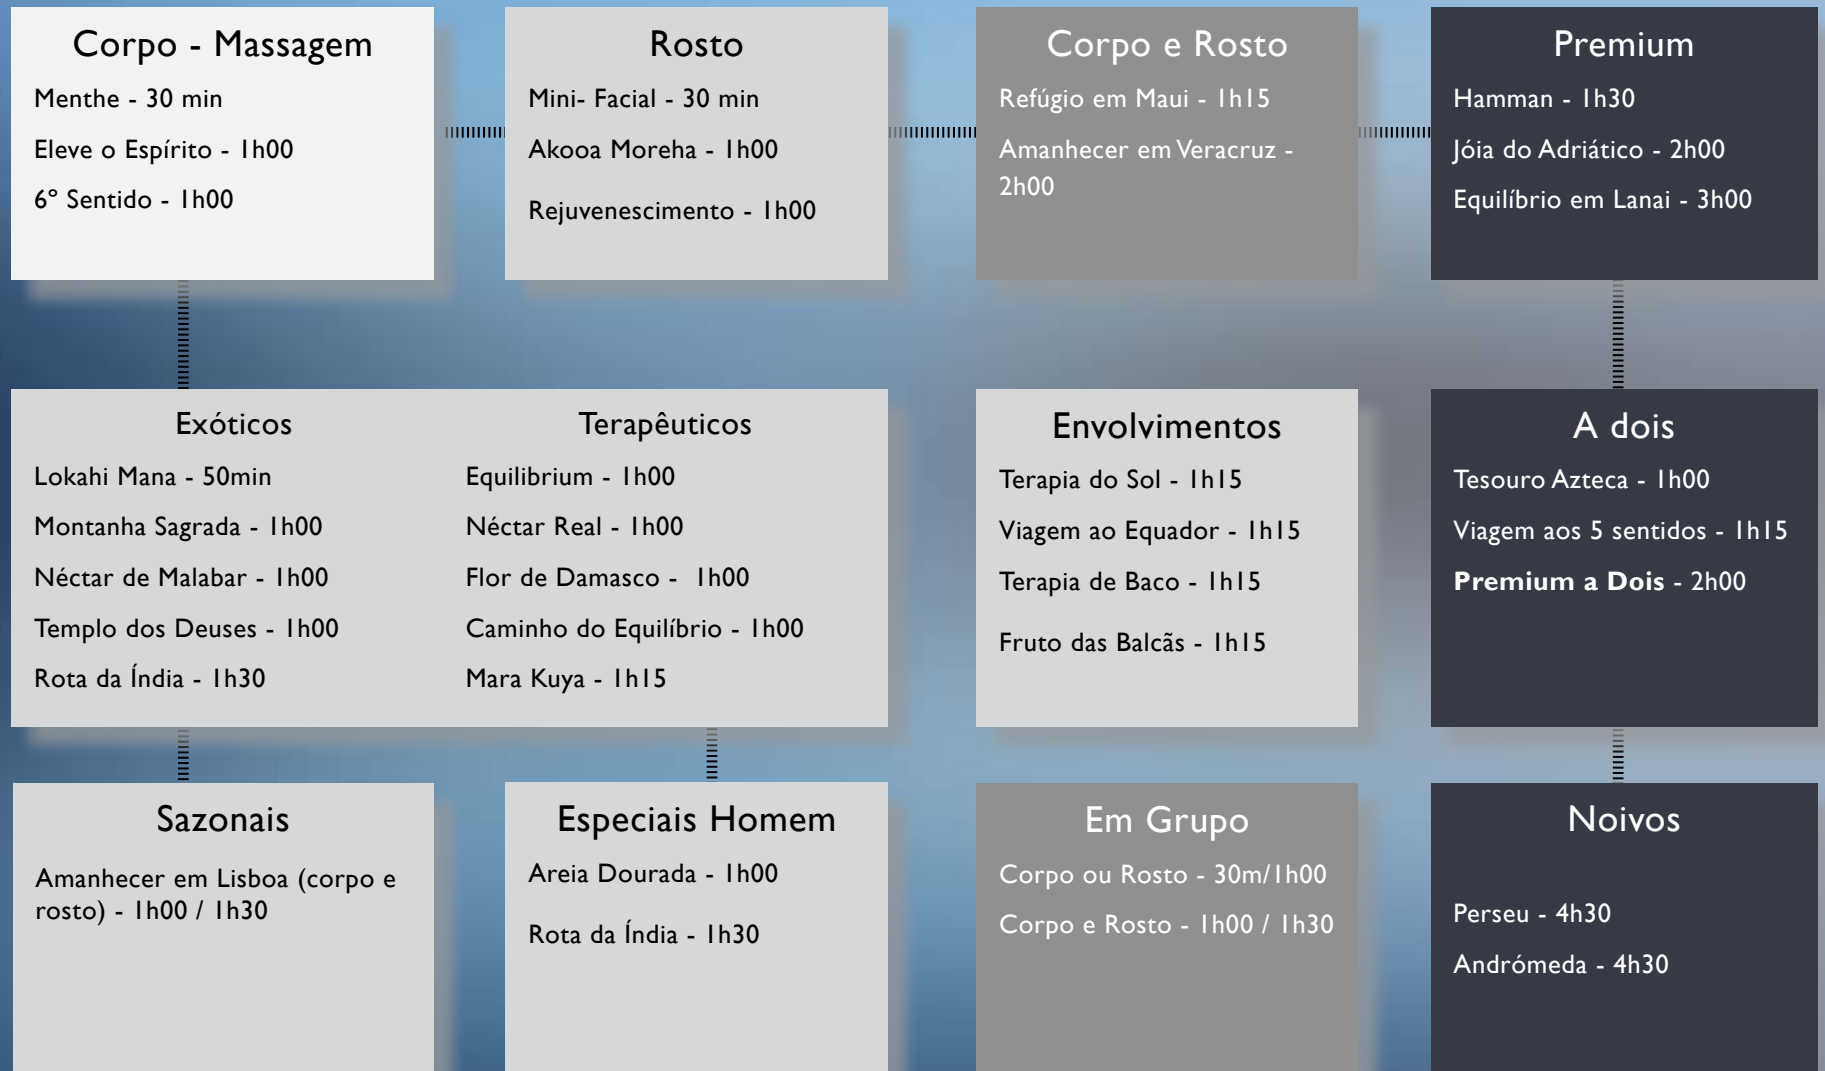 Corpo - Massagem
Menthe - 30 min
Eleve o Espírito - 1h00
6º Sentido - 1h00
Rosto
Mini- Facial - 30 min
Akooa Moreha - 1h00
Rejuvenescimento - 1h00
Corpo e Rosto
Refúgio em Maui - 1h15
Amanhecer em Veracruz -
2h00
Premium
Hamman - 1h30
Jóia do Adriático - 2h00
Equilíbrio em Lanai - 3h00
Exóticos
Lokahi Mana - 50min
Montanha Sagrada - 1h00
Néctar de Malabar - 1h00
Templo dos Deuses - 1h00
Rota da Índia - 1h30
Terapêuticos
Equilibrium - 1h00
Néctar Real - 1h00
Flor de Damasco - 1h00
Caminho do Equilíbrio - 1h00
Mara Kuya - 1h15
Envolvimentos
Terapia do Sol - 1h15
Viagem ao Equador - 1h15
Terapia de Baco - 1h15
Fruto das Balcãs - 1h15
A dois
Tesouro Azteca - 1h00
Viagem aos 5 sentidos - 1h15
Premium a Dois - 2h00
Sazonais
Amanhecer em Lisboa (corpo e
rosto) - 1h00 / 1h30
Especiais Homem
Areia Dourada - 1h00
Rota da Índia - 1h30
Em Grupo
Corpo ou Rosto - 30m/1h00
Corpo e Rosto - 1h00 / 1h30
Noivos
Perseu - 4h30
Andrómeda - 4h30